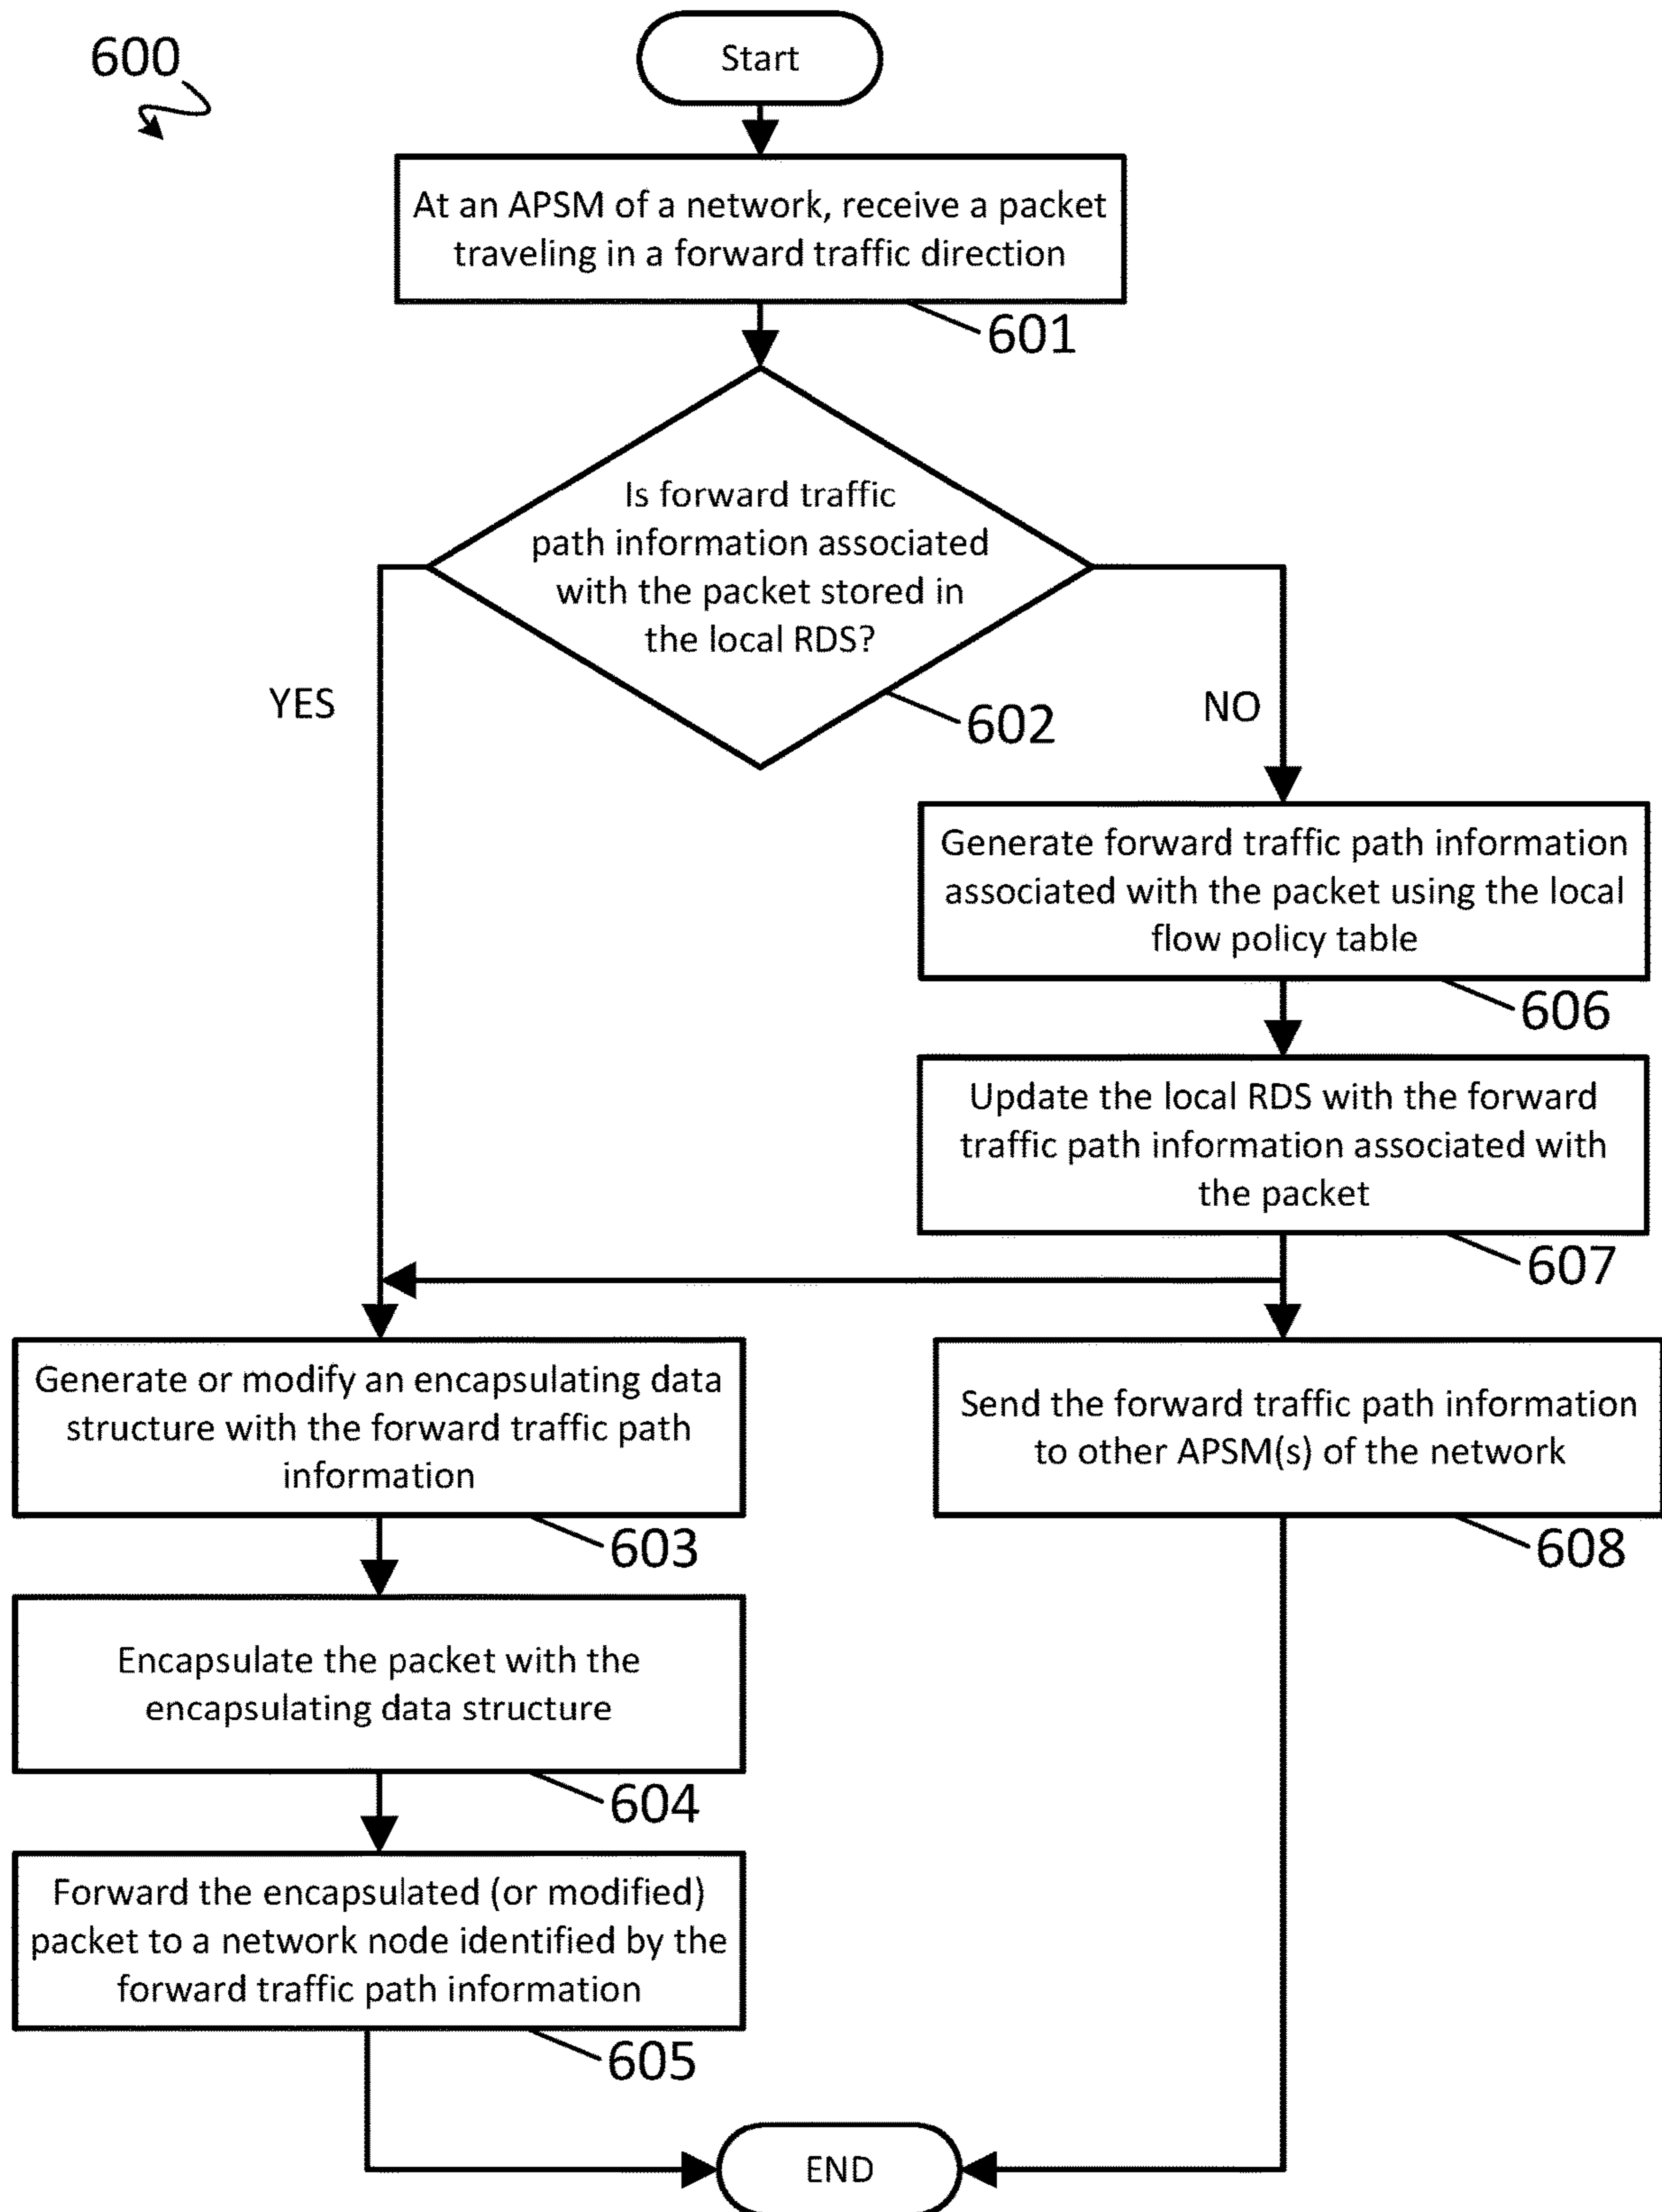 600
Start
At an APSM of a network, receive a packet
traveling in a forward traffic direction
601
Is forward traffic
path information associated
with the packet stored in
the local RDS?
602
YES
NO
Generate forward traffic path information
associated with the packet using the local
flow policy table
606
Update the local RDS with the forward
traffic path information associated with
the packet
607
Generate or modify an encapsulating data
structure with the forward traffic path
information
603
Send the forward traffic path information
to other APSM(s) of the network
608
Encapsulate the packet with the
encapsulating data structure
604
Forward the encapsulated (or modified)
packet to a network node identified by the
forward traffic path information
605
END